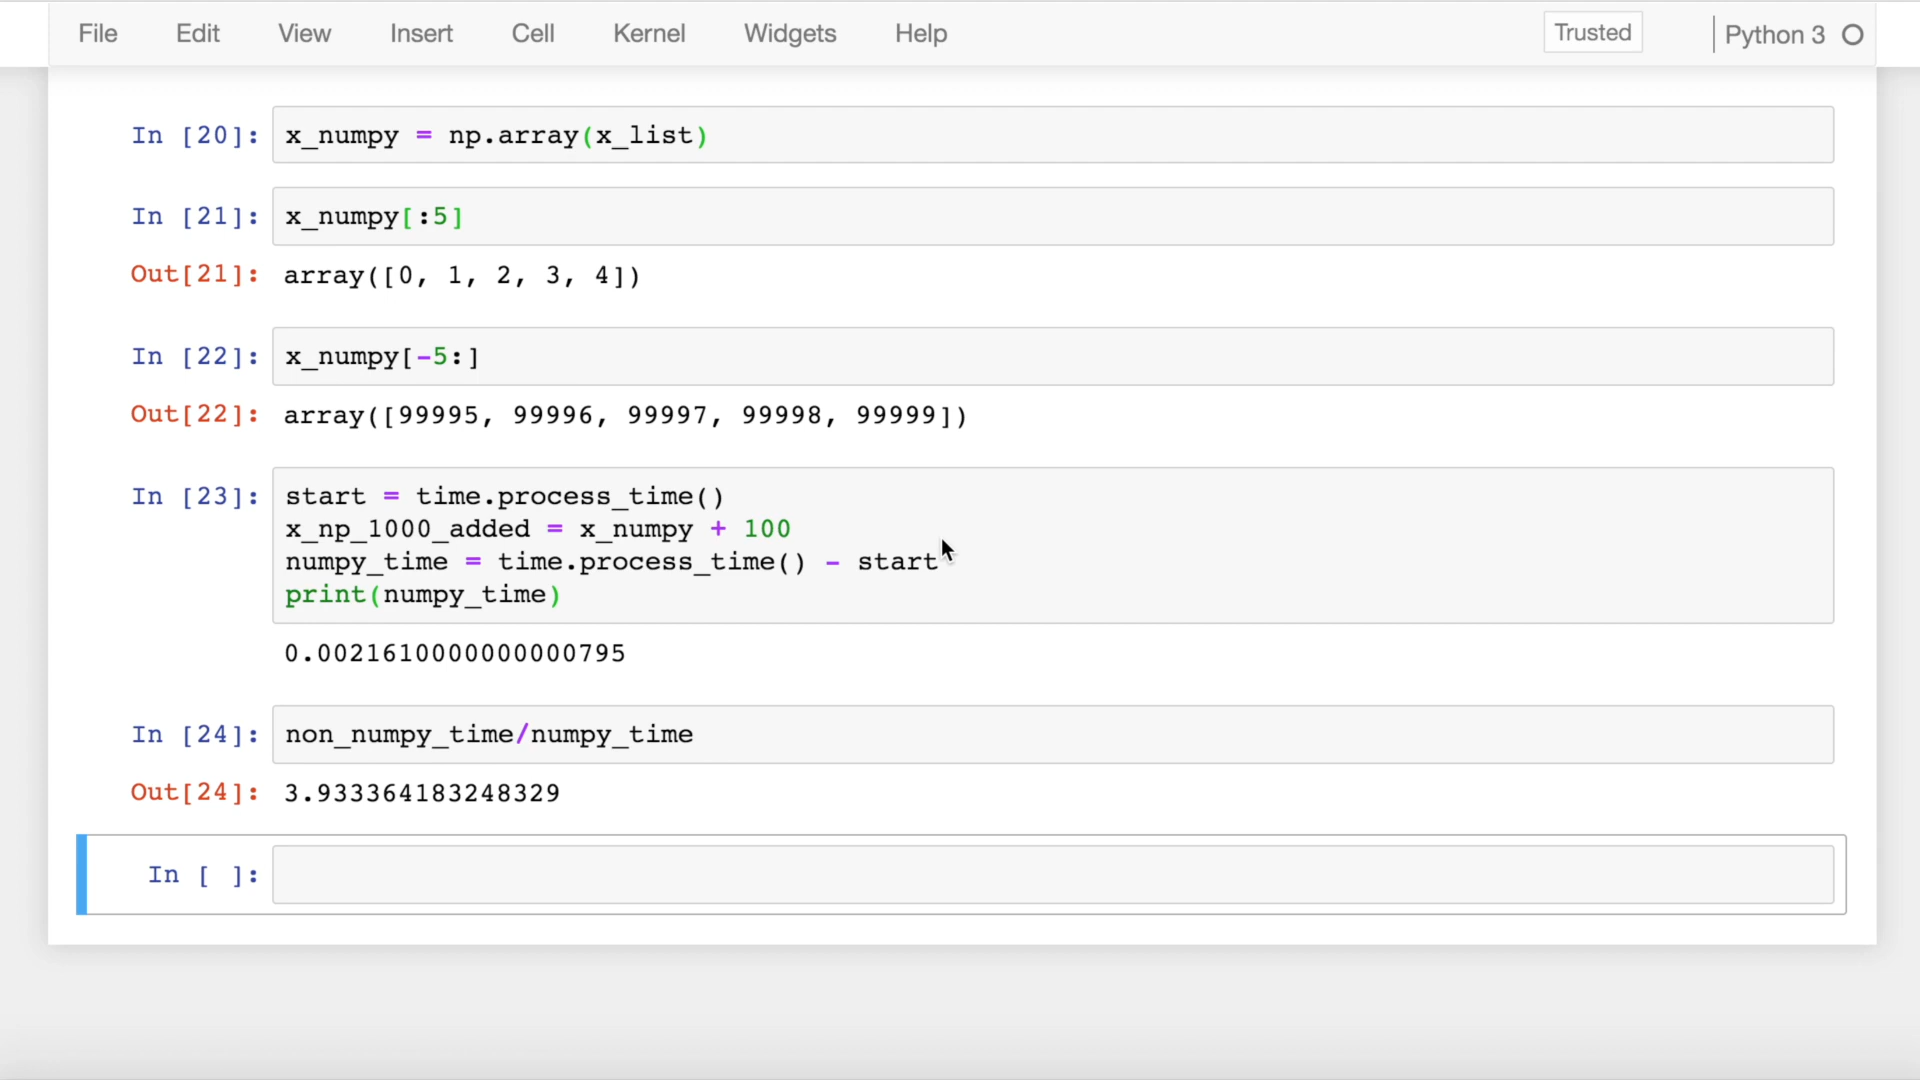 File Edit View Insert Cell Kernel Widgets Help Trusted Python 3
In [20]: x_numpy = np.array(x_list)
In [21]: x_numpy[:5]
Out[21]: array([0, 1, 2, 3, 4])
In [22]: x_numpy[-5:]
Out[22]: array([99995, 99996, 99997, 99998, 99999])
In [23]: start = time.process_time()
x_np_1000_added = x_numpy + 100
numpy_time = time.process_time() - start
print(numpy_time)
0.0021610000000000795
In [24]: non_numpy_time/numpy_time
Out[24]: 3.933364183248329
In [ ]: